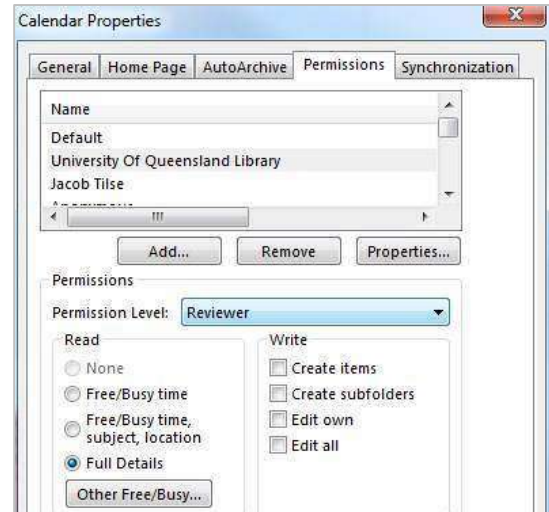 Calendar Properties
General Home Page AutoArchive Permissions Synchronization
Name
Default
University Of Queensland Library
Jacob Tilse
Add... Remove Properties...
Permissions
Permission Level: Reviewer
Read Write
None Create items
Free/Busy time Create subfolders
Free/Busy time, Edit own
subject, location Edit all
Full Details
Other Free/Busy...